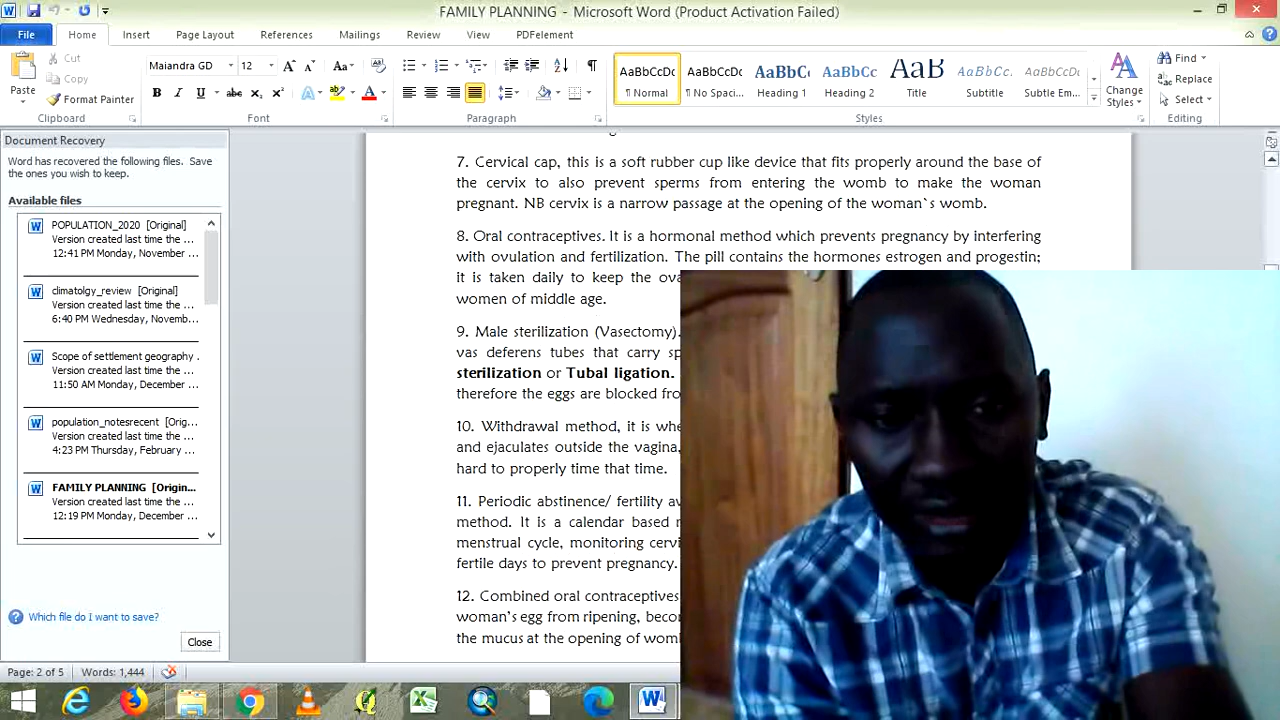 FAMILY PLANNING - Microsoft Word (Product Activation Failed)
File Home Insert Page Layout References Mailings Review View PDFelement
Cut
Copy
Paste
Format Painter
Clipboard
Maiandra GD 12
Font
Paragraph
AaBbCcDc AaBbCcDc AaBbC AaBbCc AaB AaBbCcL AaBbCcDc
¶ Normal ¶ No Spaci... Heading 1 Heading 2 Title Subtitle Subtle Em...
Change Styles
Styles
Find
Replace
Select
Editing
Document Recovery
Word has recovered the following files. Save
the ones you wish to keep.
Available files
POPULATION_2020 [Original]
Version created last time the ...
12:41 PM Monday, November
climatolgy_review [Original]
Version created last time the ...
6:40 PM Wednesday, Novemb...
Scope of settlement geography .
Version created last time the ...
11:50 AM Monday, December ...
population_notesrecent [Orig...
Version created last time the ...
4:23 PM Thursday, February ...
FAMILY PLANNING [Origin...
Version created last time the ...
12:19 PM Monday, December ...
Which file do I want to save?
Close
7. Cervical cap, this is a soft rubber cup like device that fits properly around the base of
the cervix to also prevent sperms from entering the womb to make the woman
pregnant. NB cervix is a narrow passage at the opening of the woman`s womb.
8. Oral contraceptives. It is a hormonal method which prevents pregnancy by interfering
with ovulation and fertilization. The pill contains the hormones estrogen and progestin;
it is taken daily to keep the ova
women of middle age.
9. Male sterilization (Vasectomy).
vas deferens tubes that carry sp
sterilization or Tubal ligation.
therefore the eggs are blocked fro
10. Withdrawal method, it is whe
and ejaculates outside the vagina,
hard to properly time that time.
11. Periodic abstinence/ fertility av
method. It is a calendar based
menstrual cycle, monitoring cervi
fertile days to prevent pregnancy.
12. Combined oral contraceptives
woman's egg from ripening, becor
the mucus at the opening of womb
Page: 2 of 5 Words: 1,444